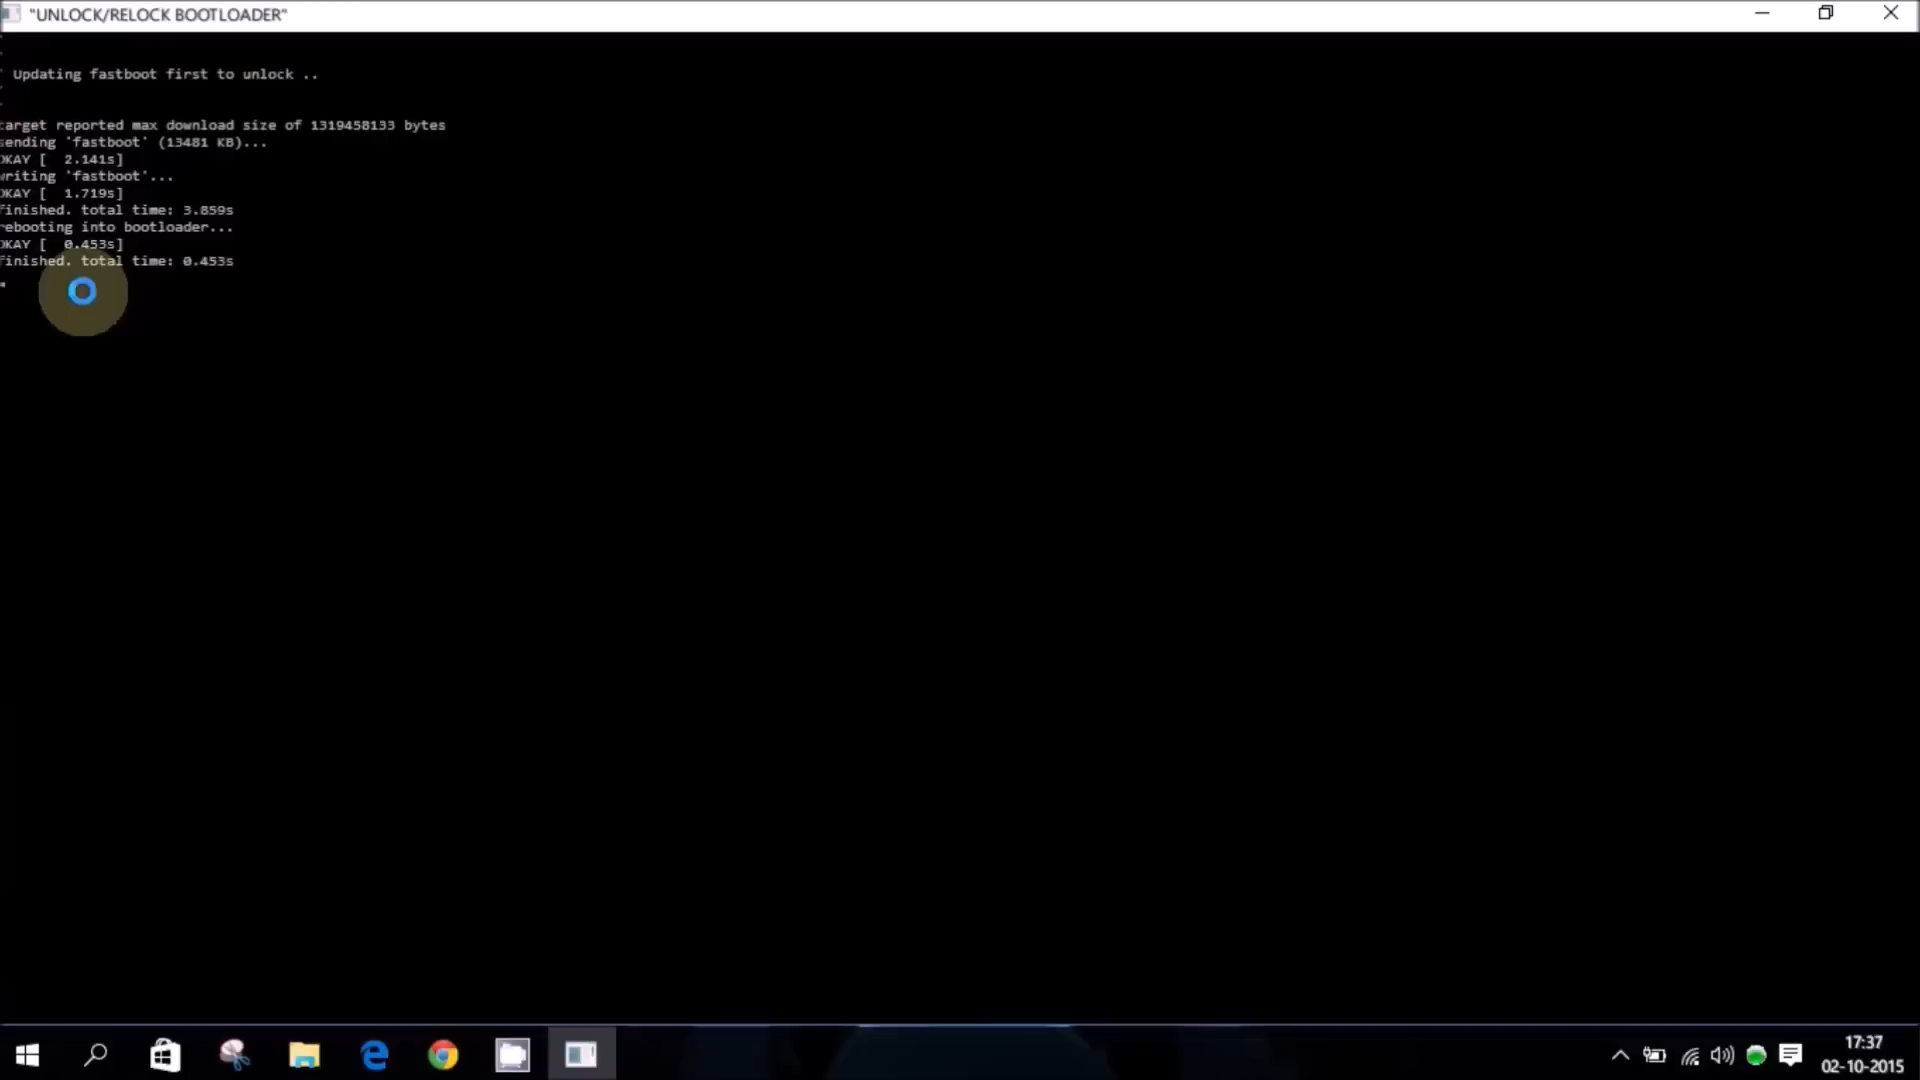 "UNLOCK/RELOCK BOOTLOADER"
Updating fastboot first to unlock ..
target reported max download size of 1319458133 bytes
sending 'fastboot' (13481 KB)...
OKAY [  2.141s]
writing 'fastboot'...
OKAY [  1.719s]
finished. total time: 3.859s
rebooting into bootloader...
OKAY [  0.453s]
finished. total time: 0.453s
17:37
02-10-2015